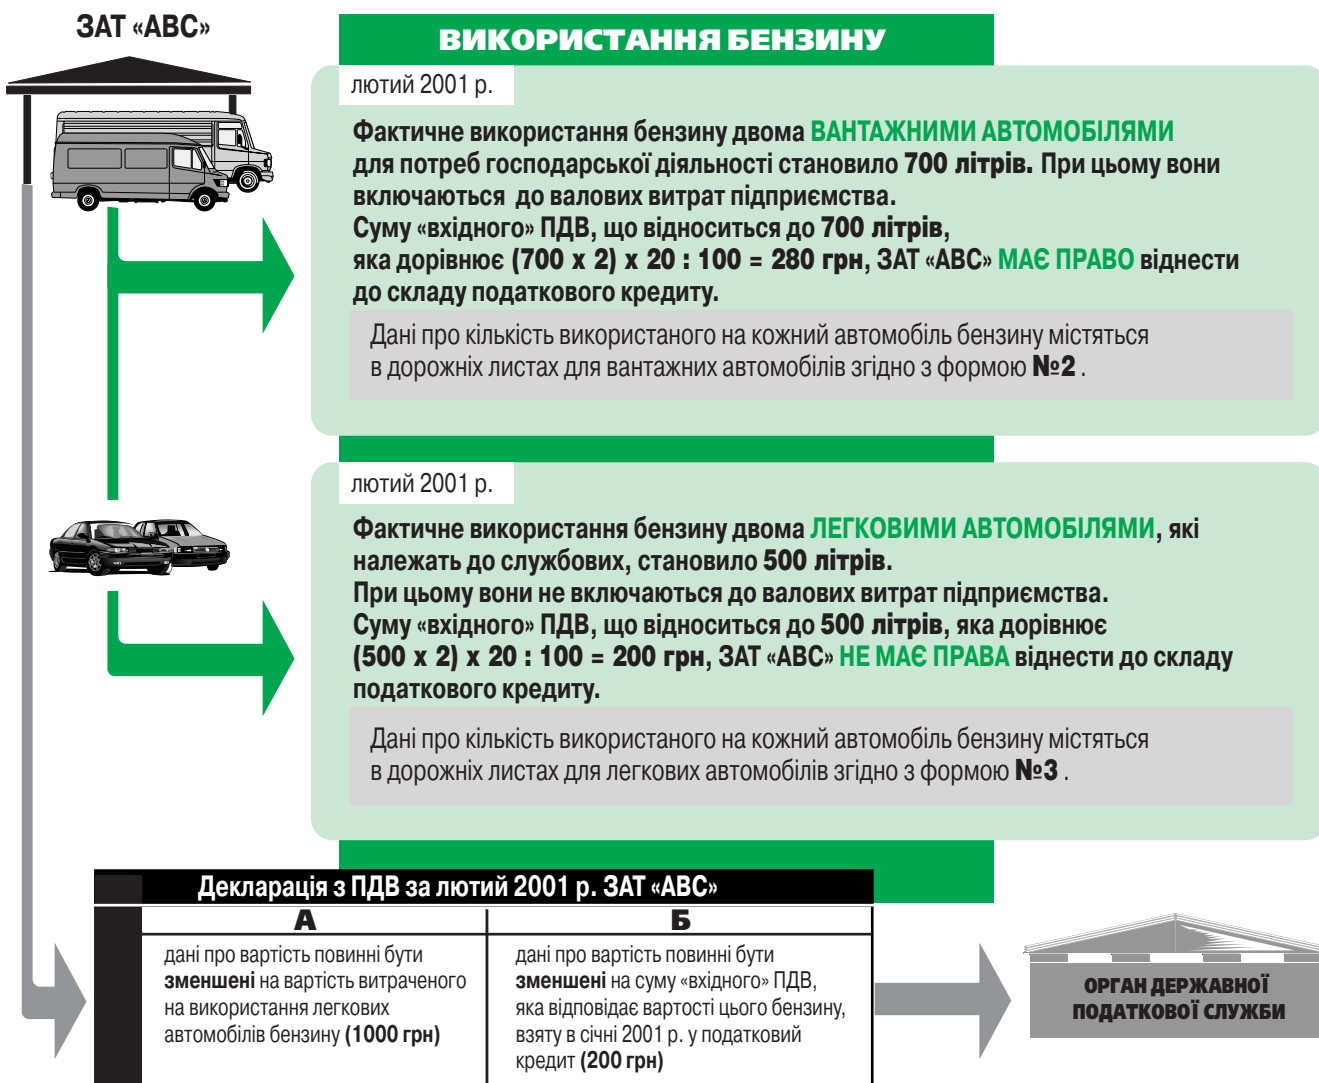 ЗАТ «АВС»
ВИКОРИСТАННЯ БЕНЗИНУ
лютий 2001 р.
Фактичне використання бензину двома ВАНТАЖНИМИ АВТОМОБІЛЯМИ
для потреб господарської діяльності становило 700 літрів. При цьому вони
включаються до валових витрат підприємства.
Суму «вхідного» ПДВ, що відноситься до 700 літрів,
яка дорівнює (700 х 2) х 20 : 100 = 280 грн, ЗАТ «АВС» МАЄ ПРАВО віднести
до складу податкового кредиту.
Дані про кількість використаного на кожний автомобіль бензину містяться
в дорожніх листах для вантажних автомобілів згідно з формою №2 .
лютий 2001 р.
Фактичне використання бензину двома ЛЕГКОВИМИ АВТОМОБІЛЯМИ, які
належать до службових, становило 500 літрів.
При цьому вони не включаються до валових витрат підприємства.
Суму «вхідного» ПДВ, що відноситься до 500 літрів, яка дорівнює
(500 х 2) х 20 : 100 = 200 грн, ЗАТ «АВС» НЕ МАЄ ПРАВА віднести до складу
податкового кредиту.
Дані про кількість використаного на кожний автомобіль бензину містяться
в дорожніх листах для легкових автомобілів згідно з формою №3 .
Декларація з ПДВ за лютий 2001 р. ЗАТ «АВС»
А
дані про вартість повинні бути
зменшені на вартість витраченого
на використання легкових
автомобілів бензину (1000 грн)
Б
дані про вартість повинні бути
зменшені на суму «вхідного» ПДВ,
яка відповідає вартості цього бензину,
взяту в січні 2001 р. у податковий
кредит (200 грн)
ОРГАН ДЕРЖАВНОЇ
ПОДАТКОВОЇ СЛУЖБИ